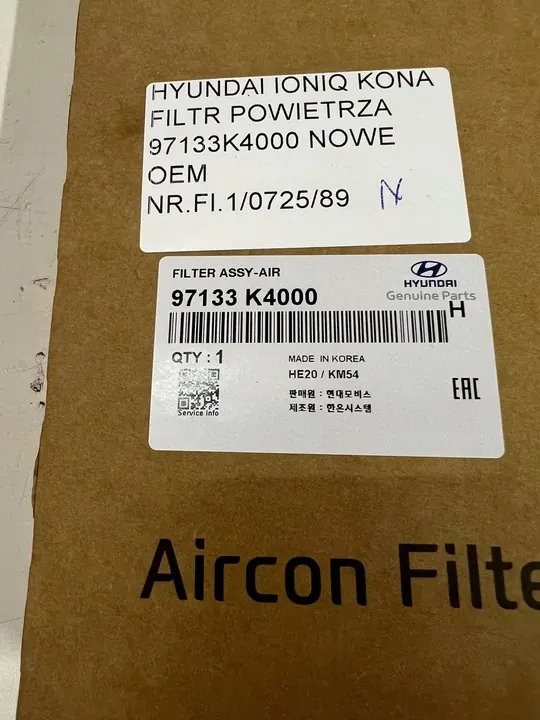 HYUNDAI IONIQ KONA
FILTR POWIETRZA
97133K4000 NOWE
OEM
NR.FI.1/0725/89 N
FILTER ASSY-AIR
97133 K4000
HYUNDAI
Genuine Parts
H
QTY : 1
MADE IN KOREA
HE20 / KM54
판매원 : 현대모비스
제조원 : 한온시스템
Service Info
EAC
Aircon Filte